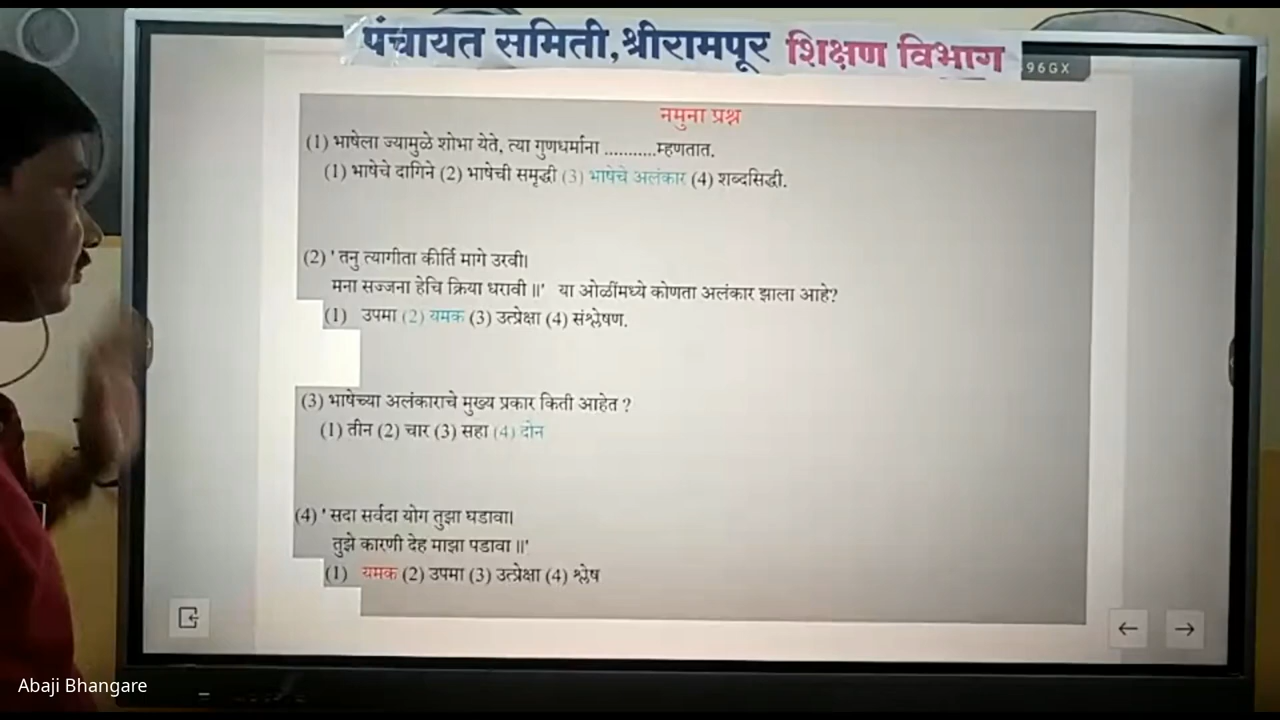 पंचायत समिती,श्रीरामपूर शिक्षण विभाग
96GX
नमुना प्रश्न
(1) भाषेला ज्यामुळे शोभा येते, त्या गुणधर्माना ...........म्हणतात.
(1) भाषेचे दागिने (2) भाषेची समृद्धी (3) भाषेचे अलंकार (4) शब्दसिद्धी.
(2) ' तनु त्यागीता कीर्ति मागे उरवी।
मना सज्जना हेचि क्रिया धरावी ॥' या ओळींमध्ये कोणता अलंकार झाला आहे?
(1) उपमा (2) यमक (3) उत्प्रेक्षा (4) संश्लेषण.
(3) भाषेच्या अलंकाराचे मुख्य प्रकार किती आहेत ?
(1) तीन (2) चार (3) सहा (4) दोन
(4) ' सदा सर्वदा योग तुझा घडावा।
तुझे कारणी देह माझा पडावा ॥'
(1) यमक (2) उपमा (3) उत्प्रेक्षा (4) श्लेष
Abaji Bhangare